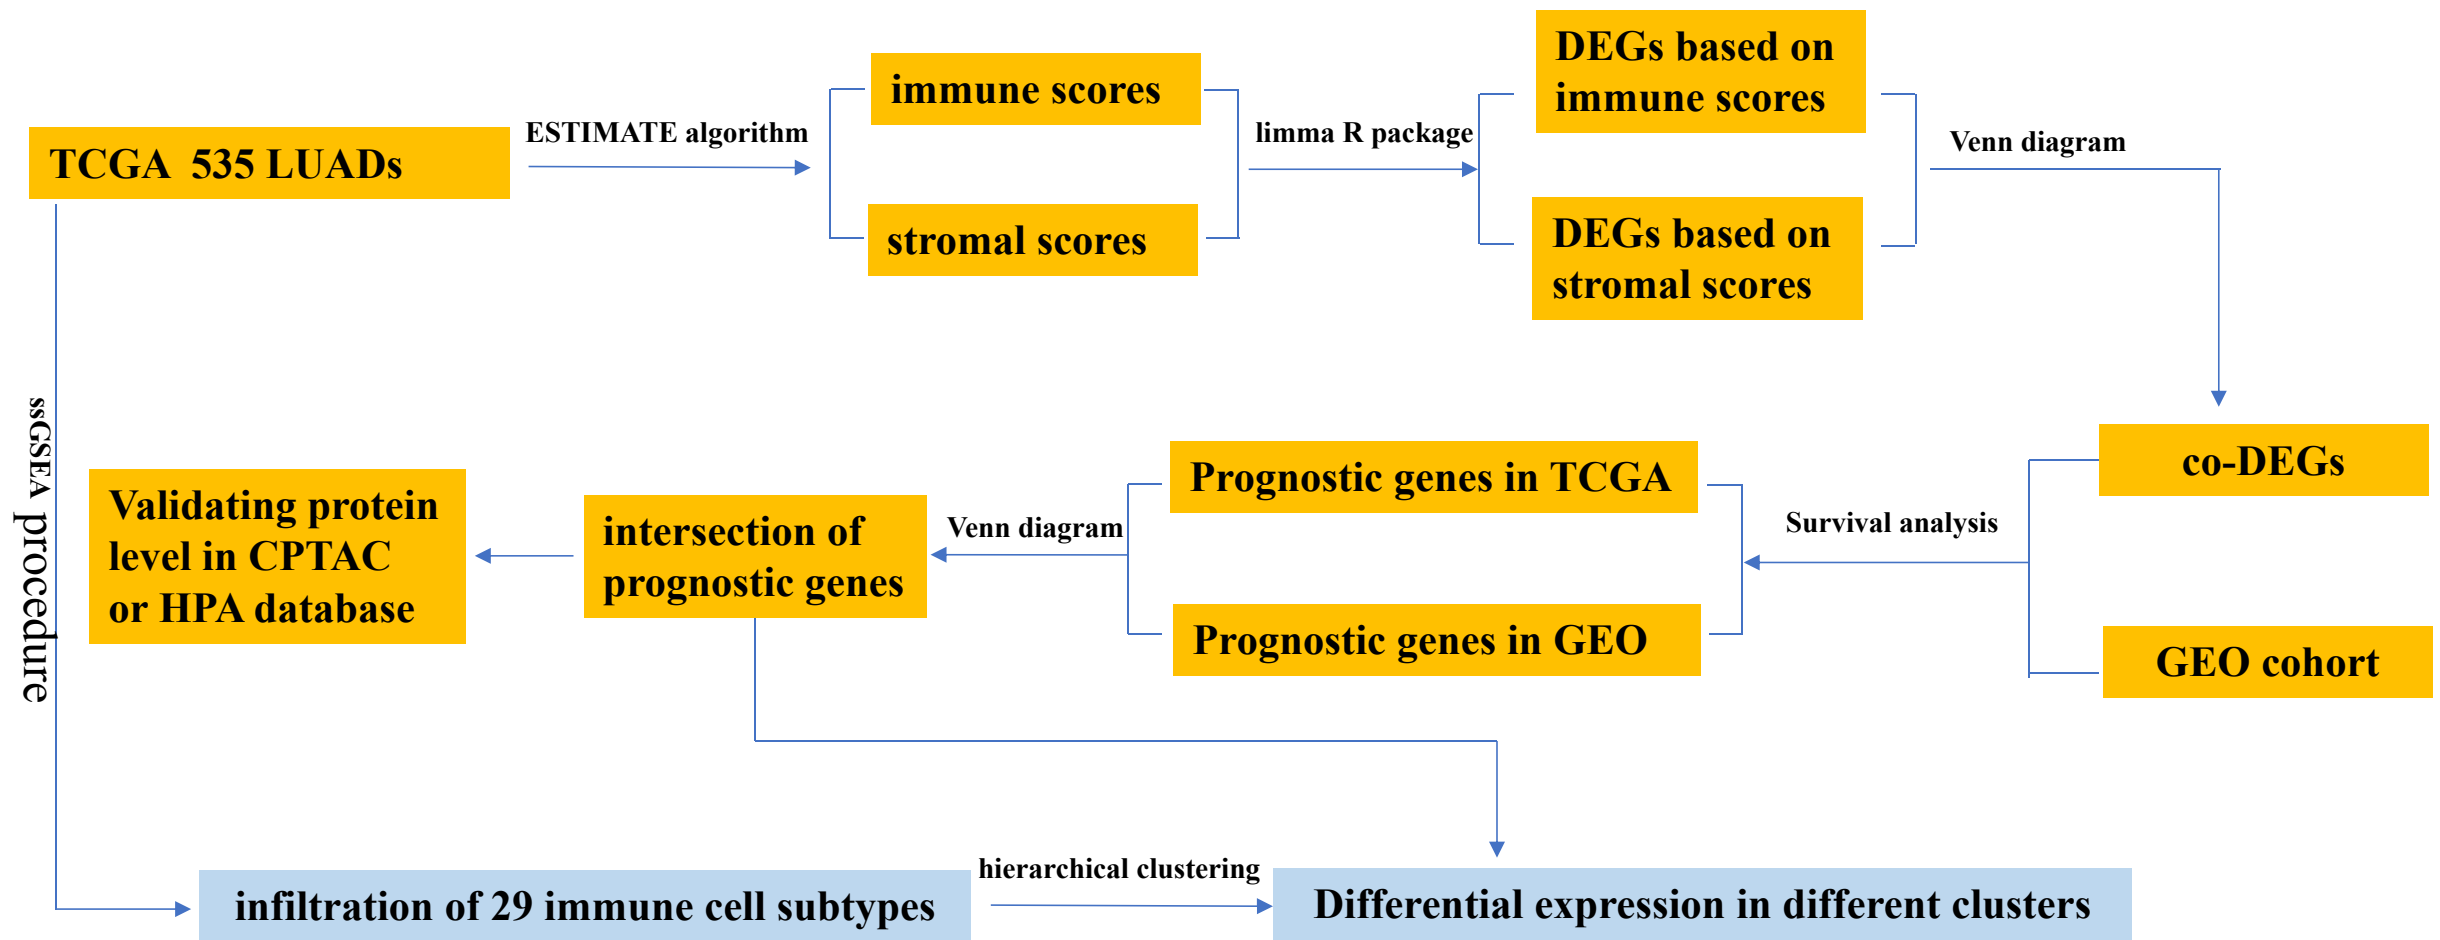 TCGA 535 LUADs
ESTIMATE algorithm
immune scores
stromal scores
limma R package
DEGs based on
immune scores
DEGs based on
stromal scores
Venn diagram
co-DEGs
GEO cohort
Survival analysis
Prognostic genes in TCGA
Prognostic genes in GEO
Venn diagram
intersection of
prognostic genes
Validating protein
level in CPTAC
or HPA database
ssGSEA procedure
infiltration of 29 immune cell subtypes
hierarchical clustering
Differential expression in different clusters